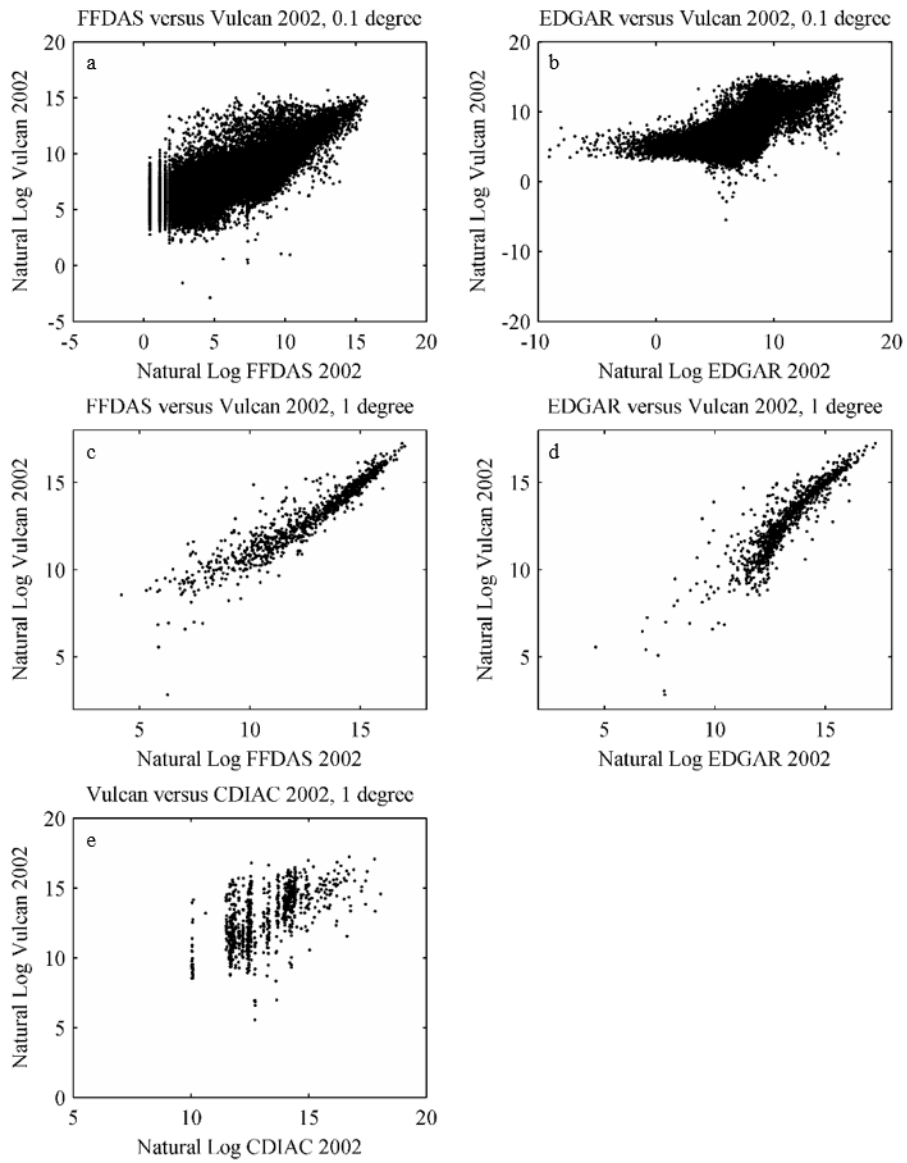 FFDAS versus Vulcan 2002, 0.1 degree
EDGAR versus Vulcan 2002, 0.1 degree
a
b
Natural Log Vulcan 2002
20
15
10
5
0
-5
-5
0
5
10
15
20
Natural Log FFDAS 2002
Natural Log Vulcan 2002
20
10
0
-10
-20
-10
0
10
20
Natural Log EDGAR 2002
FFDAS versus Vulcan 2002, 1 degree
EDGAR versus Vulcan 2002, 1 degree
c
d
Natural Log Vulcan 2002
15
10
5
5
10
15
Natural Log FFDAS 2002
Natural Log Vulcan 2002
15
10
5
5
10
15
Natural Log EDGAR 2002
Vulcan versus CDIAC 2002, 1 degree
e
Natural Log Vulcan 2002
20
15
10
5
0
5
10
15
20
Natural Log CDIAC 2002